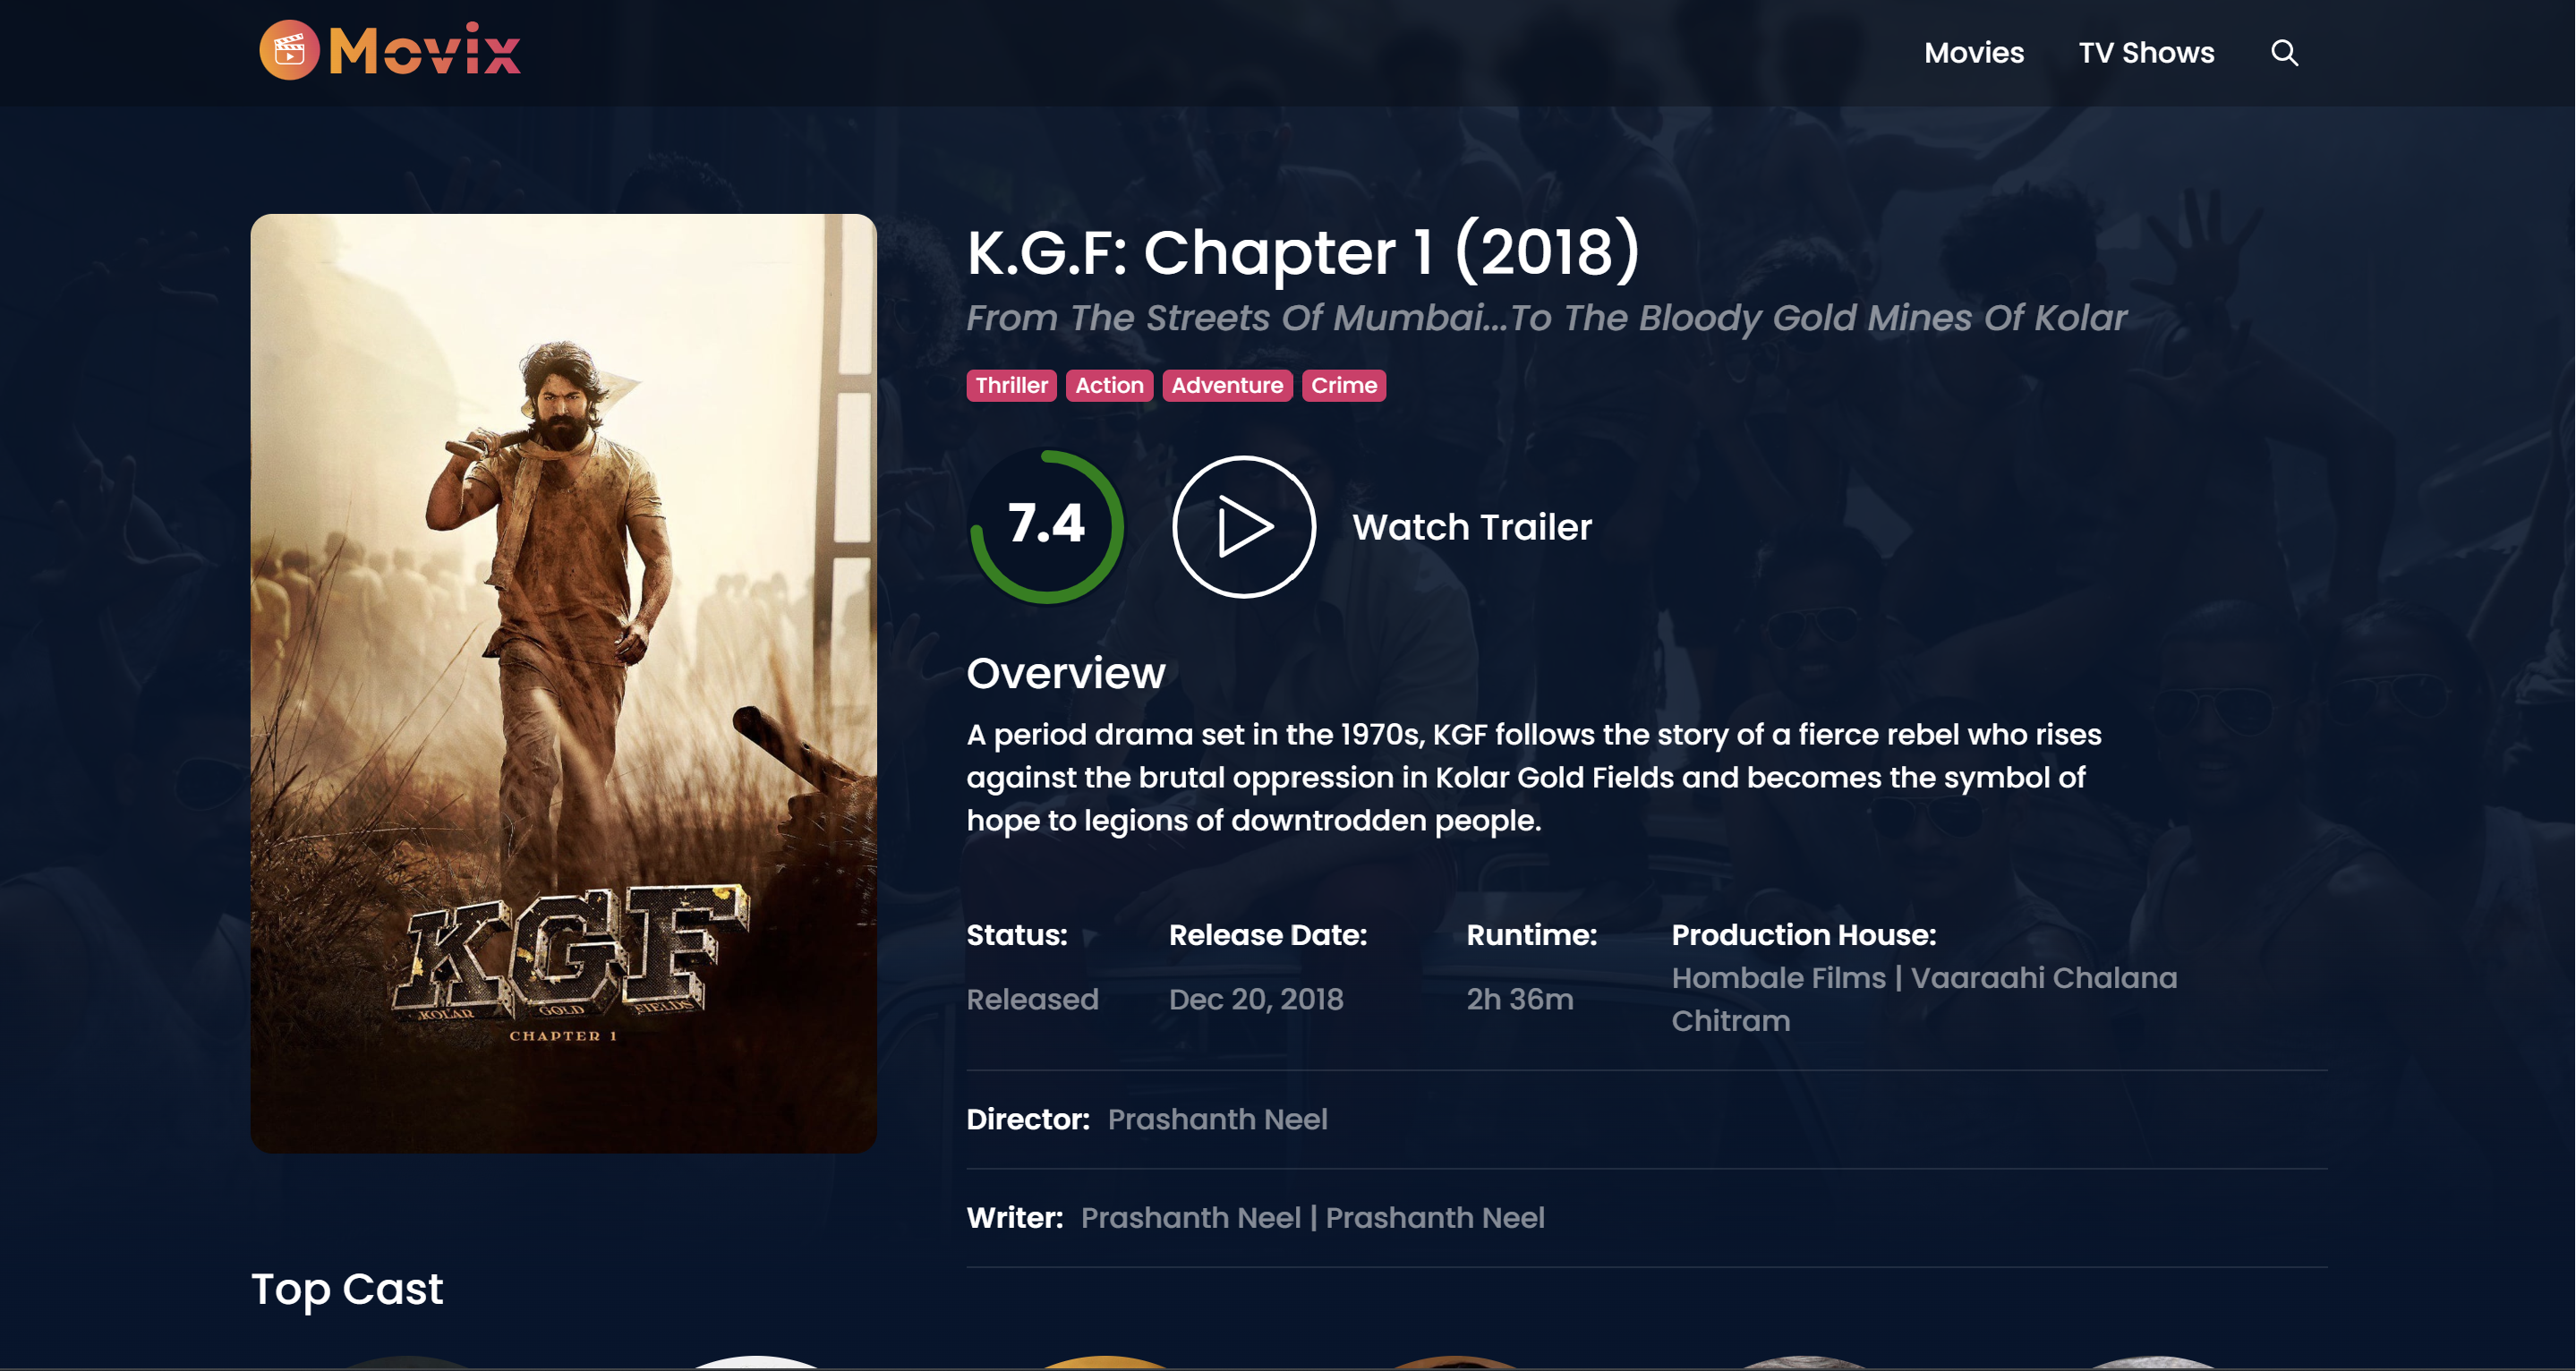 Movix
Movies
TV Shows
K.G.F: Chapter 1 (2018)
From The Streets Of Mumbai...To The Bloody Gold Mines Of Kolar
Thriller
Action
Adventure
Crime
7.4
Watch Trailer
Overview
A period drama set in the 1970s, KGF follows the story of a fierce rebel who rises
against the brutal oppression in Kolar Gold Fields and becomes the symbol of
hope to legions of downtrodden people.
Status:
Released
Release Date:
Dec 20, 2018
Runtime:
2h 36m
Production House:
Hombale Films | Vaaraahi Chalana
Chitram
Director: Prashanth Neel
Writer: Prashanth Neel | Prashanth Neel
KGF
KOLAR GOLD FIELDS
CHAPTER 1
Top Cast